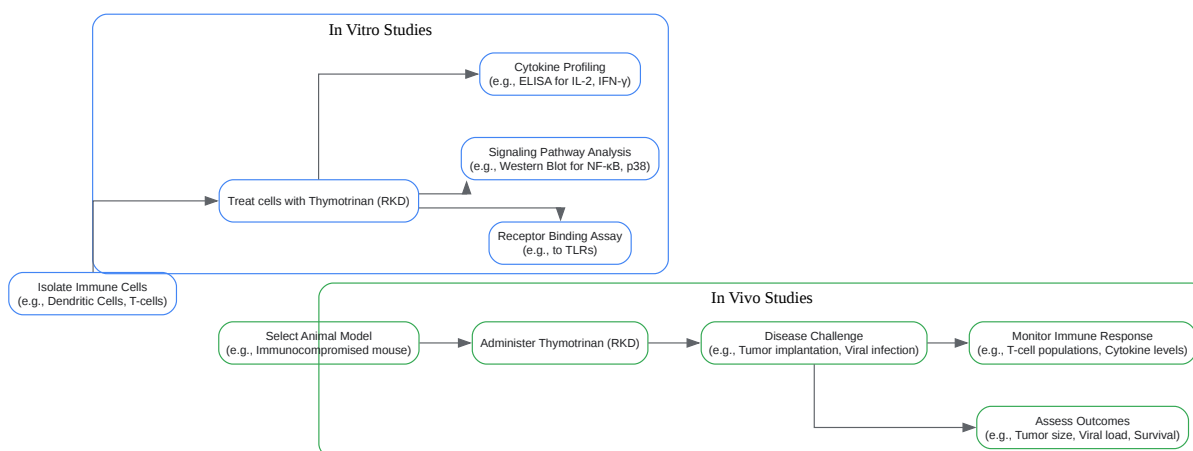 In Vitro Studies
Cytokine Profiling
(e.g., ELISA for IL-2, IFN-γ)
Signaling Pathway Analysis
(e.g., Western Blot for NF-κB, p38)
Treat cells with Thymotrinan (RKD)
Receptor Binding Assay
(e.g., to TLRs)
Isolate Immune Cells
(e.g., Dendritic Cells, T-cells)
In Vivo Studies
Select Animal Model
(e.g., Immunocompromised mouse)
Administer Thymotrinan (RKD)
Disease Challenge
(e.g., Tumor implantation, Viral infection)
Monitor Immune Response
(e.g., T-cell populations, Cytokine levels)
Assess Outcomes
(e.g., Tumor size, Viral load, Survival)